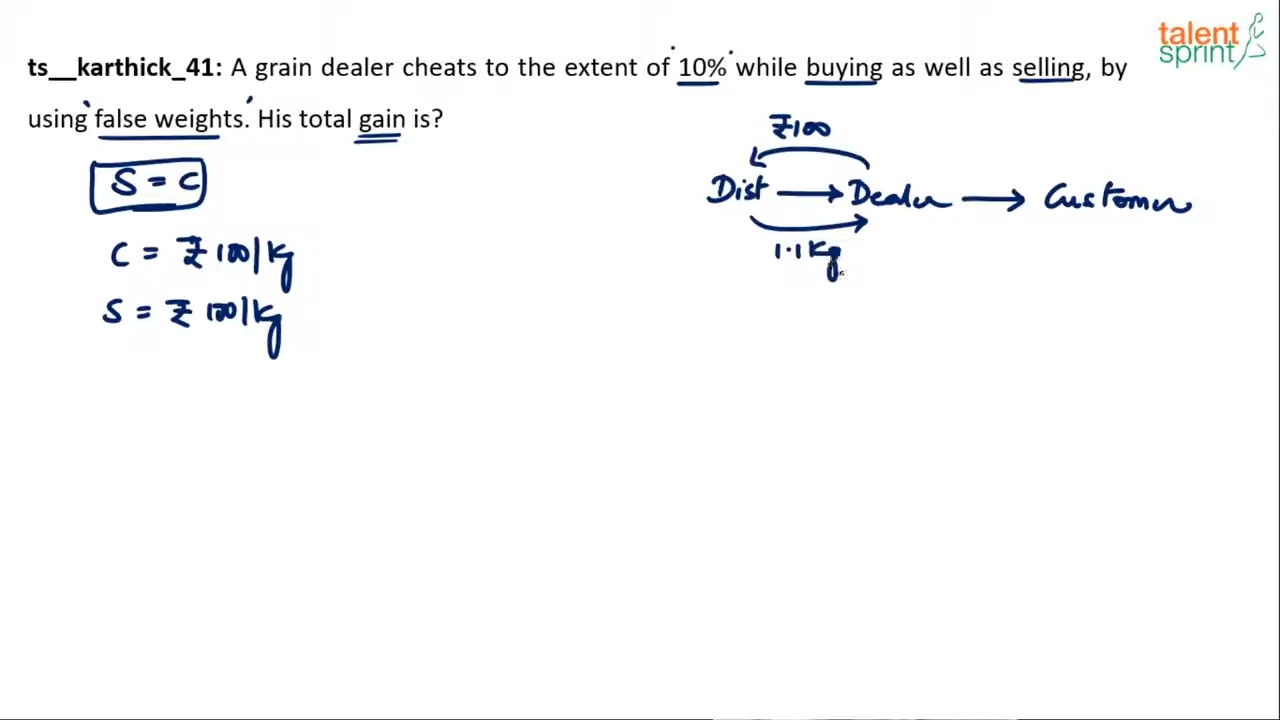 talent
sprint
ts__karthick_41: A grain dealer cheats to the extent of 10% while buying as well as selling, by
using false weights. His total gain is?
₹100
S = C
Dist → Dealer → Customer
1.1 Kg
C = ₹ 100/Kg
S = ₹ 100/Kg